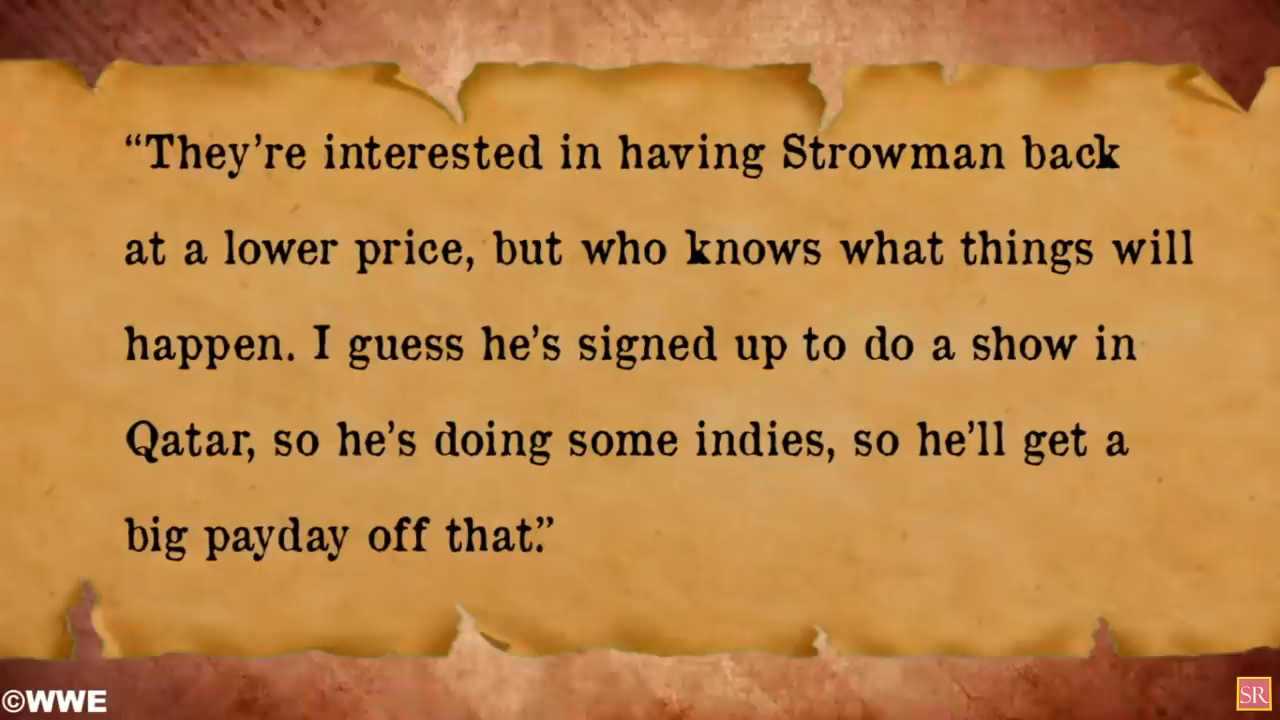 “They’re interested in having Strowman back
at a lower price, but who knows what things will
happen. I guess he’s signed up to do a show in
Qatar, so he’s doing some indies, so he’ll get a
big payday off that.”
©WWE
SR